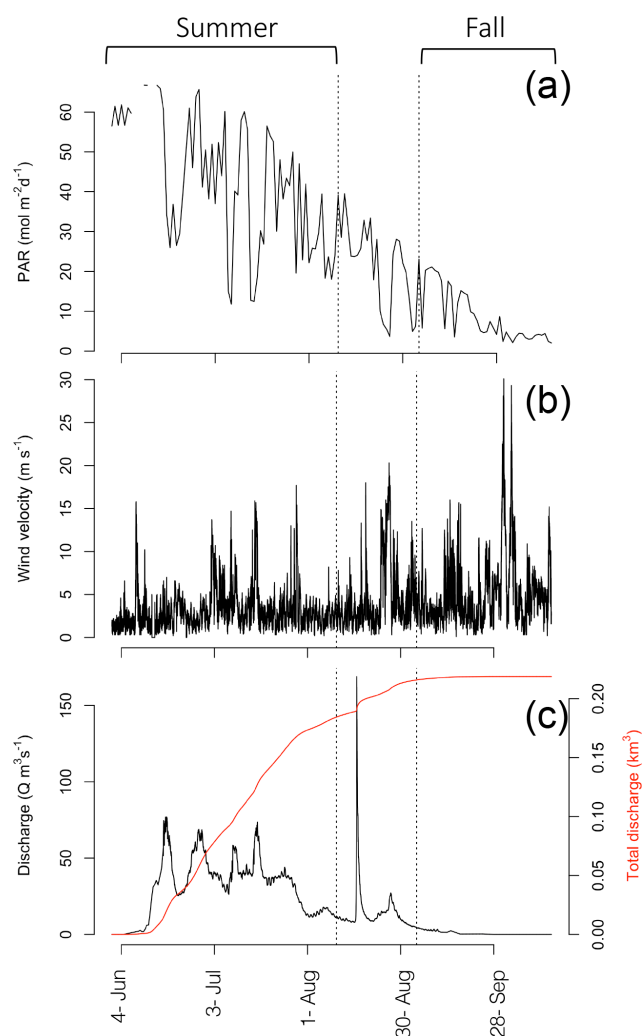 Summer Fall
(a)
PAR (mol m⁻²d⁻¹)
60
50
40
30
20
10
0
(b)
Wind velocity (m s⁻¹)
30
25
20
15
10
5
0
(c)
Discharge (Q m³s⁻¹)
150
100
50
0
0.20
0.15
0.10
0.05
0.00
Total discharge (km³)
4- Jun
3- Jul
1- Aug
30- Aug
28- Sep